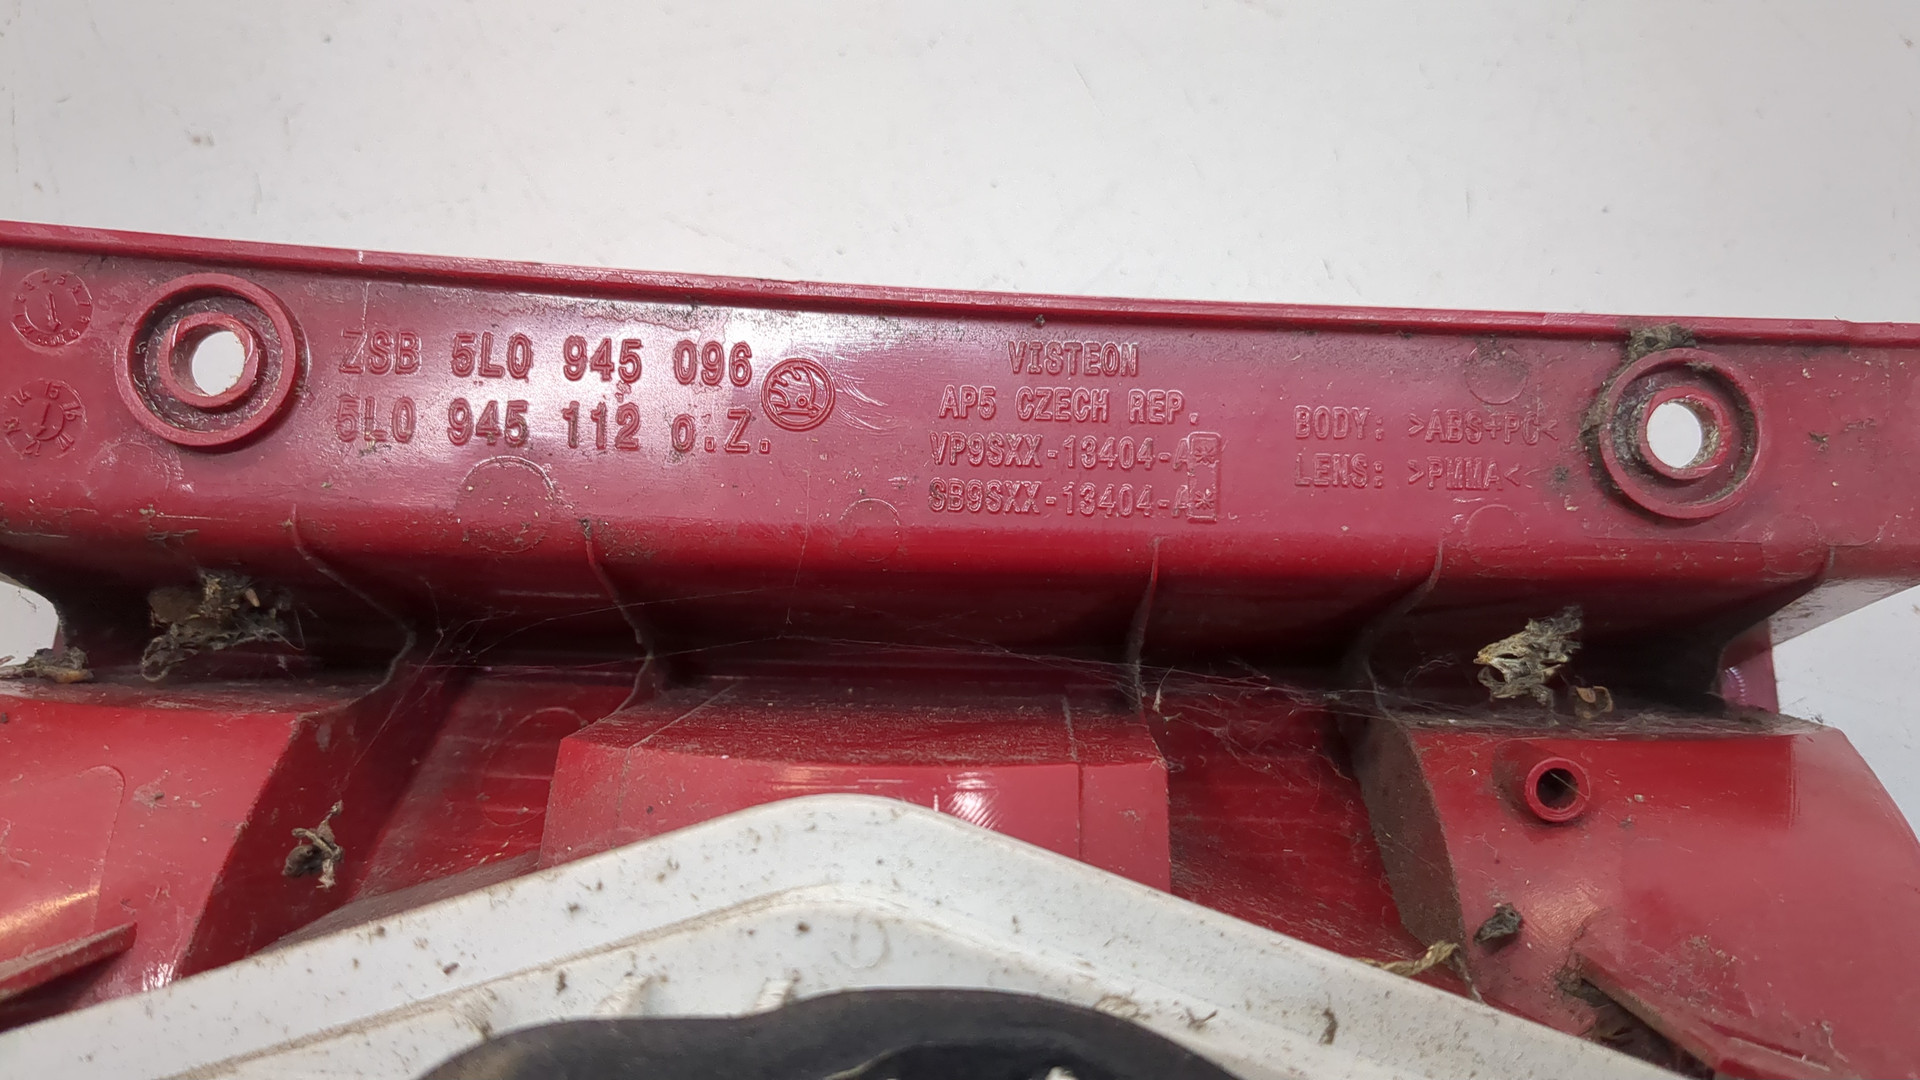 ZSB 5L0 945 096
5L0 945 112 o.Z.
VISTEON
AP5 CZECH REP.
VP9SXX-13404-A*
SB9SXX-13404-A*
BODY: >ABS+PC<
LENS: >PMMA<